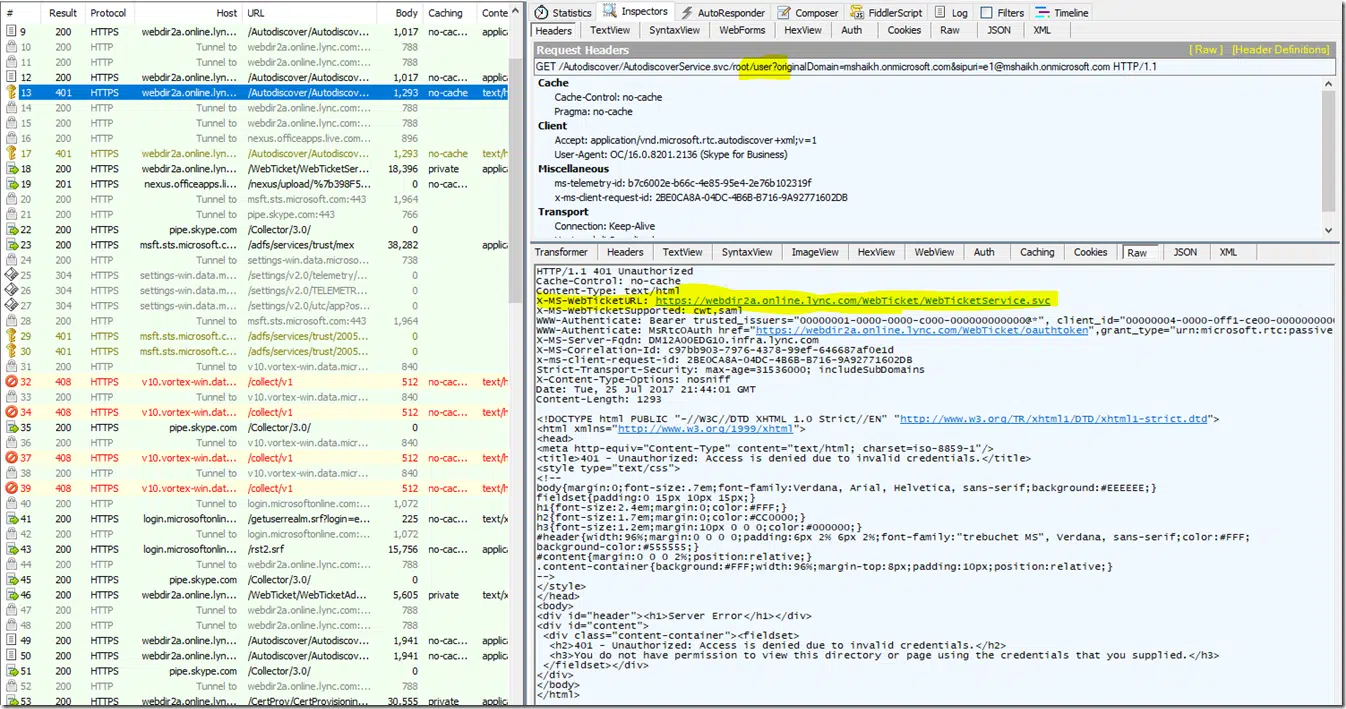 # Result Protocol Host URL Body Caching Conte
9 200 HTTPS webdir2a.online.lyn... /Autodiscover/Autodiscov... 1,017 no-cac... applic
10 200 HTTP Tunnel to webdir2a.online.lync.com:... 788
11 200 HTTP Tunnel to webdir2a.online.lync.com:... 788
12 200 HTTPS webdir2a.online.lyn... /Autodiscover/Autodiscov... 1,017 no-cac... applic
13 401 HTTPS webdir2a.online.lyn... /Autodiscover/Autodiscov... 1,293 no-cache text/h
14 200 HTTP Tunnel to webdir2a.online.lync.com:... 788
15 200 HTTP Tunnel to webdir2a.online.lync.com:... 788
16 200 HTTP Tunnel to nexus.officeapps.live.com... 896
17 401 HTTPS webdir2a.online.lyn... /Autodiscover/Autodiscov... 1,293 no-cache text/h
18 200 HTTPS webdir2a.online.lyn... /WebTicket/WebTicketSer... 18,396 private applic
19 201 HTTPS nexus.officeapps.li... /nexus/upload/%7b398F5... 0 no-cac...
20 200 HTTP Tunnel to msft.sts.microsoft.com:443 1,964
21 200 HTTP Tunnel to pipe.skype.com:443 766
22 200 HTTPS pipe.skype.com /Collector/3.0/ 0
23 200 HTTPS msft.sts.microsoft.c... /adfs/services/trust/mex 38,282 applic
24 200 HTTP Tunnel to settings-win.data.microso... 738
25 304 HTTPS settings-win.data.m... /settings/v2.0/telemetry/... 0
26 304 HTTPS settings-win.data.m... /settings/v2.0/TELEMETR... 0
27 304 HTTPS settings-win.data.m... /settings/v2.0/utc/app?os... 0
28 200 HTTP Tunnel to msft.sts.microsoft.com:443 1,964
29 401 HTTPS msft.sts.microsoft.c... /adfs/services/trust/2005... 0
30 401 HTTPS msft.sts.microsoft.c... /adfs/services/trust/2005... 0
31 200 HTTP Tunnel to v10.vortex-win.data.micr... 840
32 408 HTTPS v10.vortex-win.dat... /collect/v1 512 no-cac... text/h
33 200 HTTP Tunnel to v10.vortex-win.data.micr... 840
34 408 HTTPS v10.vortex-win.dat... /collect/v1 512 no-cac... text/h
35 200 HTTPS pipe.skype.com /Collector/3.0/ 0
36 200 HTTP Tunnel to v10.vortex-win.data.micr... 840
37 408 HTTPS v10.vortex-win.dat... /collect/v1 512 no-cac... text/h
38 200 HTTP Tunnel to v10.vortex-win.data.micr... 840
39 408 HTTPS v10.vortex-win.dat... /collect/v1 512 no-cac... text/h
40 200 HTTP Tunnel to login.microsoftonline.com... 1,072
41 200 HTTPS login.microsoftonlin... /getuserrealm.srf?login=e... 225 no-cac... text/x
42 200 HTTP Tunnel to login.microsoftonline.com... 1,072
43 200 HTTPS login.microsoftonlin... /rst2.srf 15,756 no-cac... applic
44 200 HTTP Tunnel to webdir2a.online.lync.com:... 788
45 200 HTTPS pipe.skype.com /Collector/3.0/ 0
46 200 HTTPS webdir2a.online.lyn... /WebTicket/WebTicketAd... 5,605 private text/x
47 200 HTTP Tunnel to webdir2a.online.lync.com:... 788
48 200 HTTP Tunnel to webdir2a.online.lync.com:... 788
49 200 HTTPS webdir2a.online.lyn... /Autodiscover/Autodiscov... 1,941 no-cac... applic
50 200 HTTPS webdir2a.online.lyn... /Autodiscover/Autodiscov... 1,941 no-cac... applic
51 200 HTTPS pipe.skype.com /Collector/3.0/ 0
52 200 HTTP Tunnel to webdir2a.online.lync.com:... 788
53 200 HTTPS webdir2a.online.lyn... /CertProv/CertProvisionin... 30,555 private text/x
Statistics Inspectors AutoResponder Composer FiddlerScript Log Filters Timeline
Headers TextView SyntaxView WebForms HexView Auth Cookies Raw JSON XML
Request Headers [ Raw ] [Header Definitions]
GET /Autodiscover/AutodiscoverService.svc/root/user?originalDomain=mshaikh.onmicrosoft.com&sipuri=e1@mshaikh.onmicrosoft.com HTTP/1.1
Cache
Cache-Control: no-cache
Pragma: no-cache
Client
Accept: application/vnd.microsoft.rtc.autodiscover+xml;v=1
User-Agent: OC/16.0.8201.2136 (Skype for Business)
Miscellaneous
ms-telemetry-id: b7c6002e-b66c-4e85-95e4-2e76b102319f
x-ms-client-request-id: 2BE0CA8A-04DC-4B6B-B716-9A92771602DB
Transport
Connection: Keep-Alive
Transformer Headers TextView SyntaxView ImageView HexView WebView Auth Caching Cookies Raw JSON XML
HTTP/1.1 401 Unauthorized
Cache-Control: no-cache
Content-Type: text/html
X-MS-WebTicketURL: https://webdir2a.online.lync.com/WebTicket/WebTicketService.svc
X-MS-WebTicketSupported: cwt,saml
WWW-Authenticate: Bearer trusted_issuers="00000001-0000-0000-c000-000000000000@*", client_id="00000004-0000-0ff1-ce00-0000000000
WWW-Authenticate: MsRtcOAuth href="https://webdir2a.online.lync.com/WebTicket/oauthtoken",grant_type="urn:microsoft.rtc:passive
X-MS-Server-Fqdn: DM12A00EDG10.infra.lync.com
X-MS-Correlation-Id: c97bb903-7976-4378-99ef-646687af0e1d
X-ms-client-request-id: 2BE0CA8A-04DC-4B6B-B716-9A92771602DB
Strict-Transport-Security: max-age=31536000; includeSubDomains
X-Content-Type-Options: nosniff
Date: Tue, 25 Jul 2017 21:44:01 GMT
Content-Length: 1293
<!DOCTYPE html PUBLIC "-//W3C//DTD XHTML 1.0 Strict//EN" "http://www.w3.org/TR/xhtml1/DTD/xhtml1-strict.dtd">
<html xmlns="http://www.w3.org/1999/xhtml">
<head>
<meta http-equiv="Content-Type" content="text/html; charset=iso-8859-1"/>
<title>401 - Unauthorized: Access is denied due to invalid credentials.</title>
<style type="text/css">
<!--
body{margin:0;font-size:.7em;font-family:Verdana, Arial, Helvetica, sans-serif;background:#EEEEEE;}
fieldset{padding:0 15px 10px 15px;}
h1{font-size:2.4em;margin:0;color:#FFF;}
h2{font-size:1.7em;margin:0;color:#CC0000;}
h3{font-size:1.2em;margin:10px 0 0 0;color:#000000;}
#header{width:96%;margin:0 0 0 0;padding:6px 2% 6px 2%;font-family:"trebuchet MS", Verdana, sans-serif;color:#FFF;
background-color:#555555;}
#content{margin:0 0 0 2%;position:relative;}
.content-container{background:#FFF;width:96%;margin-top:8px;padding:10px;position:relative;}
-->
</style>
</head>
<body>
<div id="header"><h1>Server Error</h1></div>
<div id="content">
<div class="content-container"><fieldset>
<h2>401 - Unauthorized: Access is denied due to invalid credentials.</h2>
<h3>You do not have permission to view this directory or page using the credentials that you supplied.</h3>
</fieldset></div>
</div>
</body>
</html>